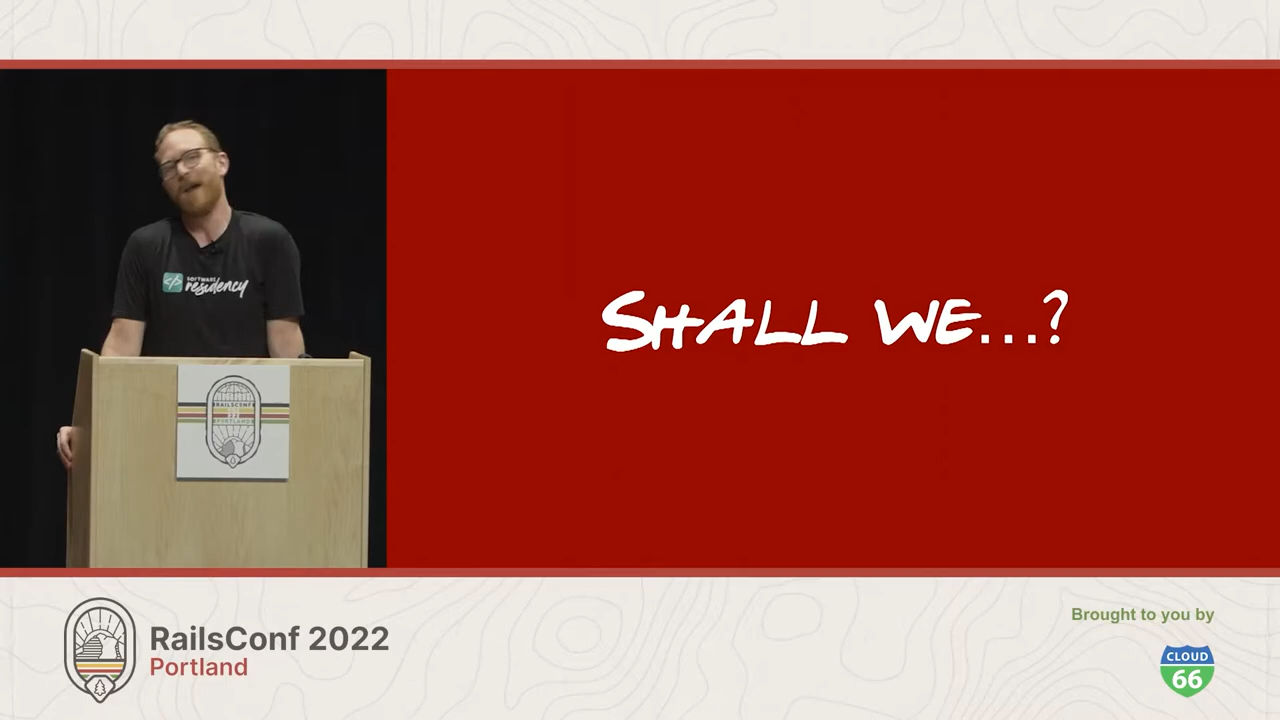 SHALL WE...?
SOFTWARE
residency
RAILSCONF
PORTLAND
RailsConf 2022
Portland
Brought to you by
CLOUD
66